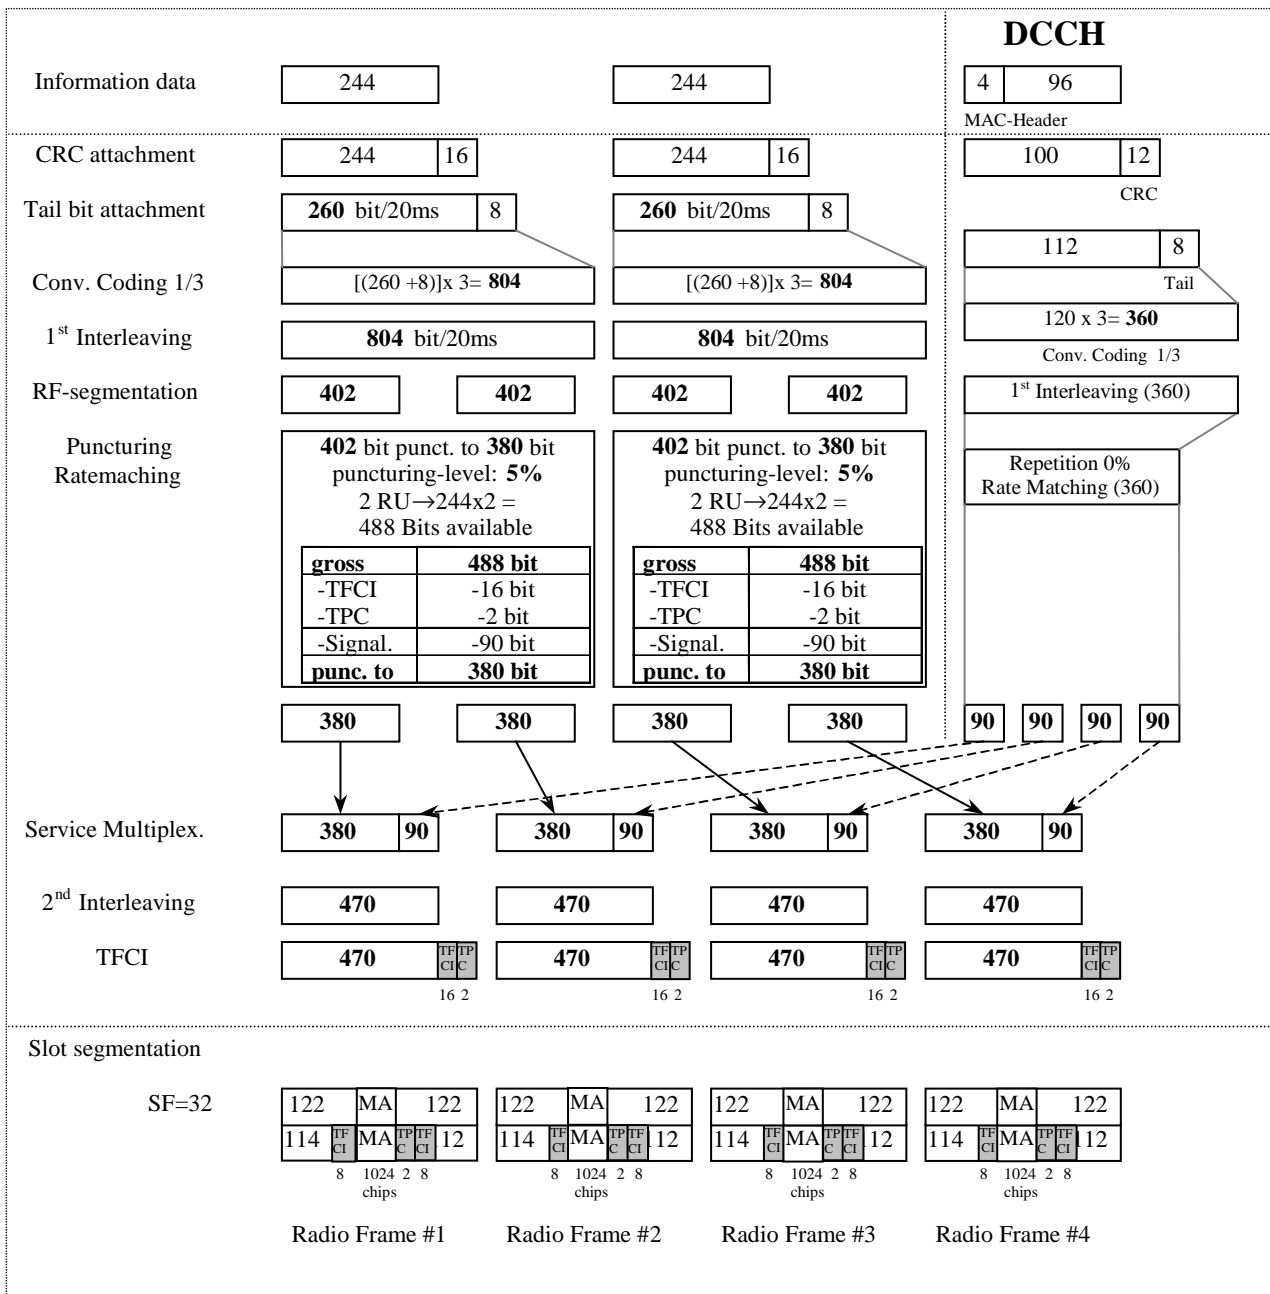 DCCH
Information data 244 244 4 96
MAC-Header
CRC attachment 244 16 244 16 100 12
CRC
Tail bit attachment 260 bit/20ms 8 260 bit/20ms 8
112 8
Tail
Conv. Coding 1/3 [(260 +8)]x 3= 804 [(260 +8)]x 3= 804
120 x 3= 360
Conv. Coding 1/3
1st Interleaving 804 bit/20ms 804 bit/20ms
RF-segmentation 402 402 402 402 1st Interleaving (360)
Puncturing
Ratemaching
402 bit punct. to 380 bit
puncturing-level: 5%
2 RU→244x2 =
488 Bits available
gross 488 bit
-TFCI -16 bit
-TPC -2 bit
-Signal. -90 bit
punc. to 380 bit
402 bit punct. to 380 bit
puncturing-level: 5%
2 RU→244x2 =
488 Bits available
gross 488 bit
-TFCI -16 bit
-TPC -2 bit
-Signal. -90 bit
punc. to 380 bit
Repetition 0%
Rate Matching (360)
380 380 380 380 90 90 90 90
Service Multiplex. 380 90 380 90 380 90 380 90
2nd Interleaving 470 470 470 470
TFCI 470 TF CI TP C 470 TF CI TP C 470 TF CI TP C 470 TF CI TP C
16 2 16 2 16 2 16 2
Slot segmentation
SF=32 122 MA 122 122 MA 122 122 MA 122 122 MA 122
114 TF CI MA TP C TF CI 112 114 TF CI MA TP C TF CI 112 114 TF CI MA TP C TF CI 112 114 TF CI MA TP C TF CI 112
8 1024 2 8 8 1024 2 8 8 1024 2 8 8 1024 2 8
chips chips chips chips
Radio Frame #1 Radio Frame #2 Radio Frame #3 Radio Frame #4